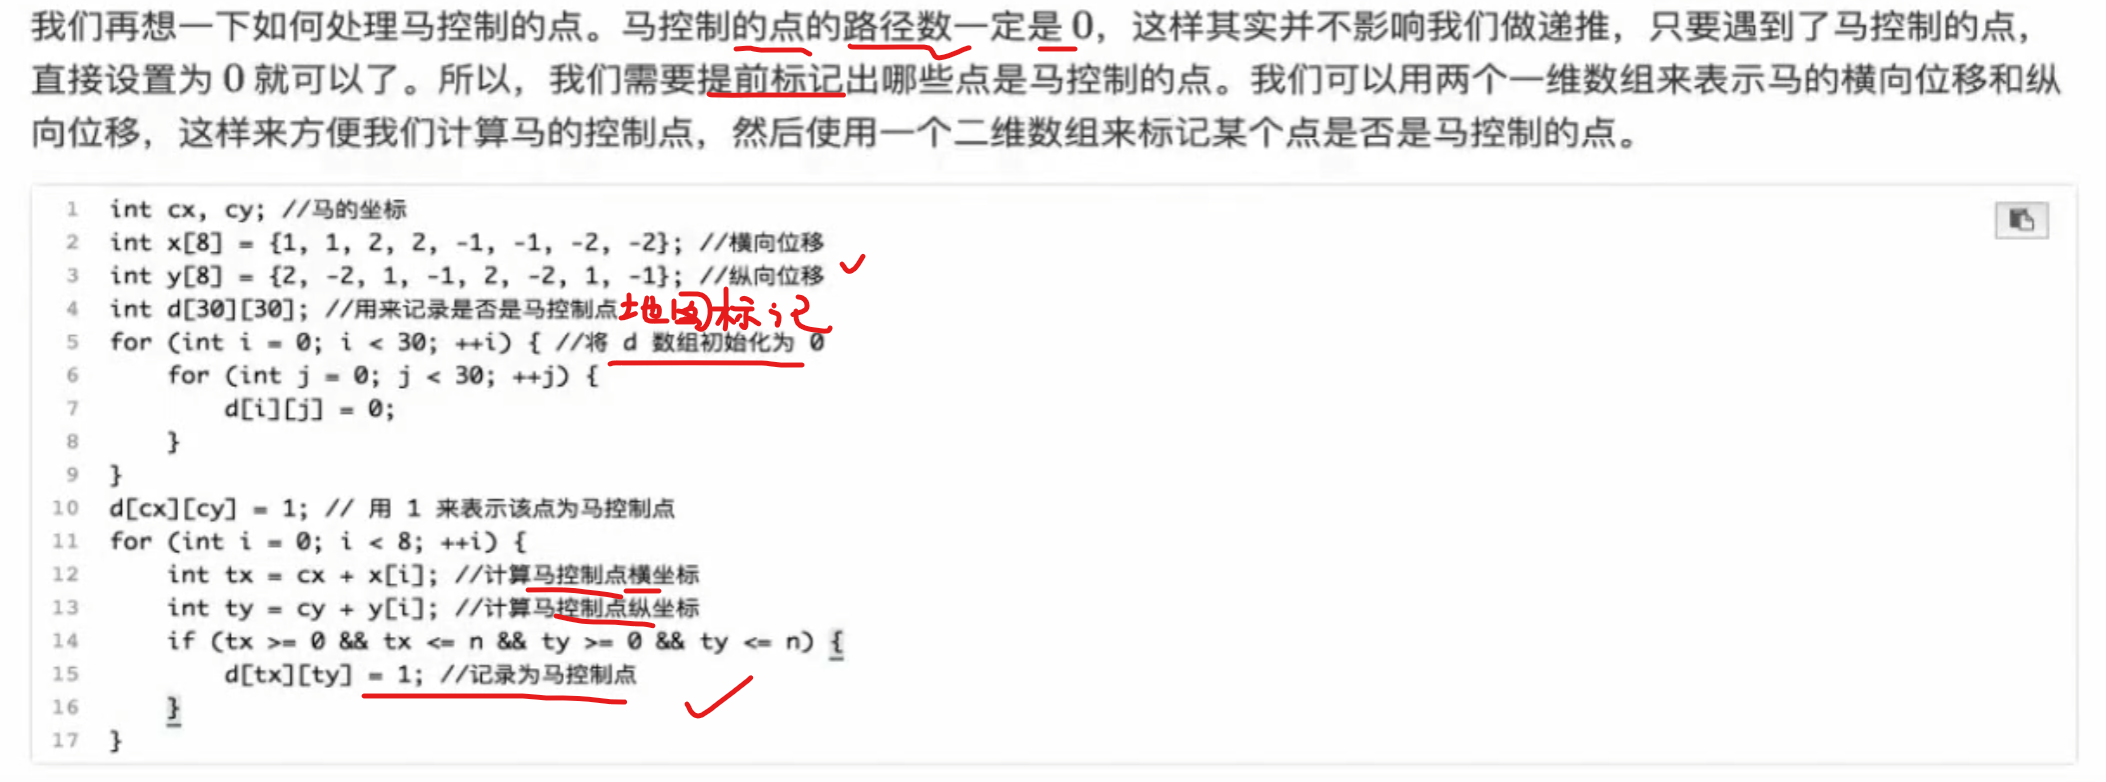 我们再想一下如何处理马控制的点。马控制的点的路径数一定是 0，这样其实并不影响我们做递推，只要遇到了马控制的点，
直接设置为 0 就可以了。所以，我们需要提前标记出哪些点是马控制的点。我们可以用两个一维数组来表示马的横向位移和纵
向位移，这样来方便我们计算马的控制点，然后使用一个二维数组来标记某个点是否是马控制的点。
1 int cx, cy; //马的坐标
2 int x[8] = {1, 1, 2, 2, -1, -1, -2, -2}; //横向位移
3 int y[8] = {2, -2, 1, -1, 2, -2, 1, -1}; //纵向位移
4 int d[30][30]; //用来记录是否是马控制点 地图标记
5 for (int i = 0; i < 30; ++i) { //将 d 数组初始化为 0
6     for (int j = 0; j < 30; ++j) {
7         d[i][j] = 0;
8     }
9 }
10 d[cx][cy] = 1; // 用 1 来表示该点为马控制点
11 for (int i = 0; i < 8; ++i) {
12     int tx = cx + x[i]; //计算马控制点横坐标
13     int ty = cy + y[i]; //计算马控制点纵坐标
14     if (tx >= 0 && tx <= n && ty >= 0 && ty <= n) {
15         d[tx][ty] = 1; //记录为马控制点
16     }
17 }